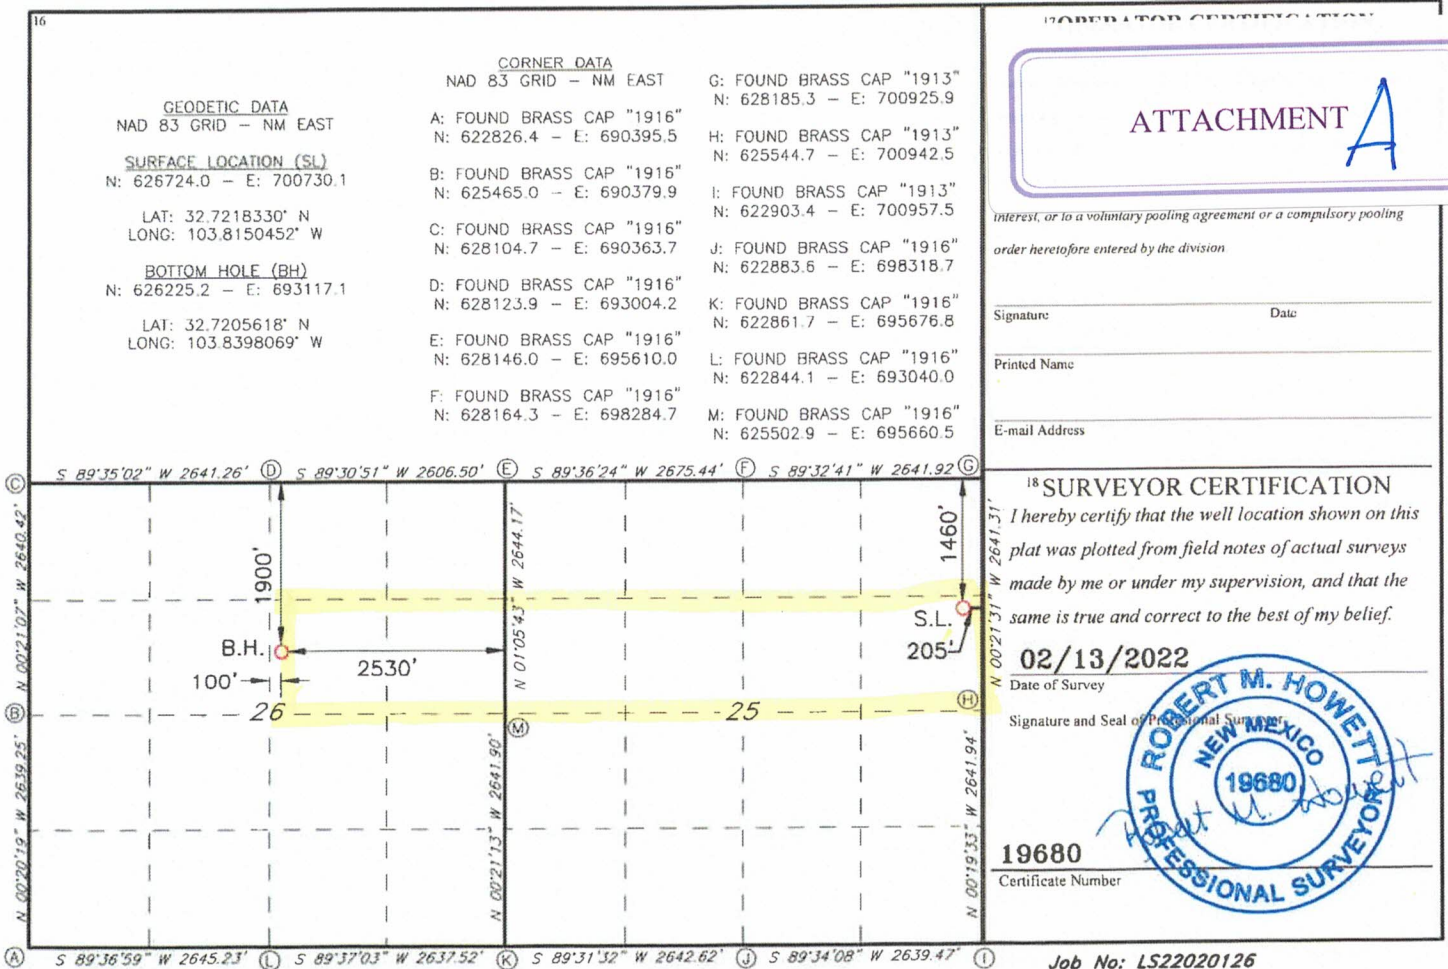 16
GEODETIC DATA
NAD 83 GRID – NM EAST
SURFACE LOCATION (SL)
N: 626724.0 – E: 700730.1
LAT: 32.7218330° N
LONG: 103.8150452° W
BOTTOM HOLE (BH)
N: 626225.2 – E: 693117.1
LAT: 32.7205618° N
LONG: 103.8398069° W
CORNER DATA
NAD 83 GRID – NM EAST
A: FOUND BRASS CAP "1916"
N: 622826.4 – E: 690395.5
B: FOUND BRASS CAP "1916"
N: 625465.0 – E: 690379.9
C: FOUND BRASS CAP "1916"
N: 628104.7 – E: 690363.7
D: FOUND BRASS CAP "1916"
N: 628123.9 – E: 693004.2
E: FOUND BRASS CAP "1916"
N: 628146.0 – E: 695610.0
F: FOUND BRASS CAP "1916"
N: 628164.3 – E: 698284.7
G: FOUND BRASS CAP "1913"
N: 628185.3 – E: 700925.9
H: FOUND BRASS CAP "1913"
N: 625544.7 – E: 700942.5
I: FOUND BRASS CAP "1913"
N: 622903.4 – E: 700957.5
J: FOUND BRASS CAP "1916"
N: 622883.6 – E: 698318.7
K: FOUND BRASS CAP "1916"
N: 622861.7 – E: 695676.8
L: FOUND BRASS CAP "1916"
N: 622844.1 – E: 693040.0
M: FOUND BRASS CAP "1916"
N: 625502.9 – E: 695660.5
17 OPERATOR CERTIFICATION
ATTACHMENT A
interest, or to a voluntary pooling agreement or a compulsory pooling
order heretofore entered by the division.
Signature Date
Printed Name
E-mail Address
C S 89°35'02" W 2641.26' D S 89°30'51" W 2606.50' E S 89°36'24" W 2675.44' F S 89°32'41" W 2641.92' G
N 00°21'07" W 2640.42'
1900'
N 01°05'43" W 2644.17'
1460'
N 00°21'31" W 2641.31'
B.H.
100'
2530'
S.L.
205'
B
26
M
25
H
N 00°20'19" W 2639.25'
N 00°21'13" W 2641.90'
N 00°19'33" W 2641.94'
A S 89°36'59" W 2645.23' L S 89°37'03" W 2637.52' K S 89°31'32" W 2642.62' J S 89°34'08" W 2639.47' I
18 SURVEYOR CERTIFICATION
I hereby certify that the well location shown on this
plat was plotted from field notes of actual surveys
made by me or under my supervision, and that the
same is true and correct to the best of my belief.
02/13/2022
Date of Survey
Signature and Seal of Professional Surveyor:
ROBERT M. HOWETT
NEW MEXICO
19680
PROFESSIONAL SURVEYOR
Robert M. Howett
19680
Certificate Number
Job No: LS22020126